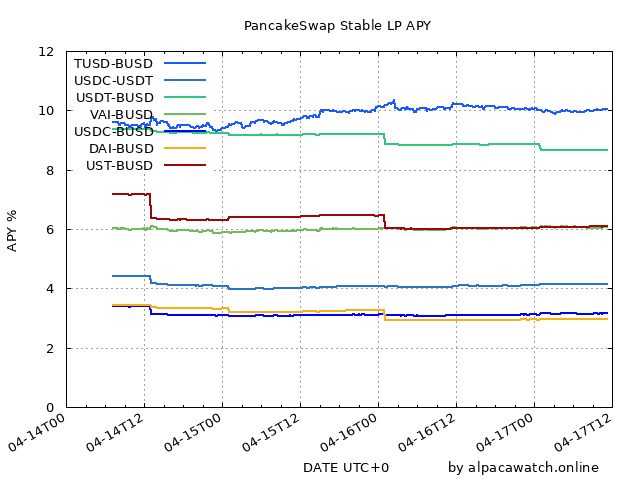 PancakeSwap Stable LP APY
12
10
8
6
4
2
0
APY %
TUSD-BUSD
USDC-USDT
USDT-BUSD
VAI-BUSD
USDC-BUSD
DAI-BUSD
UST-BUSD
04-14T00
04-14T12
04-15T00
04-15T12
04-16T00
04-16T12
04-17T00
04-17T12
DATE UTC+0
by alpacawatch.online